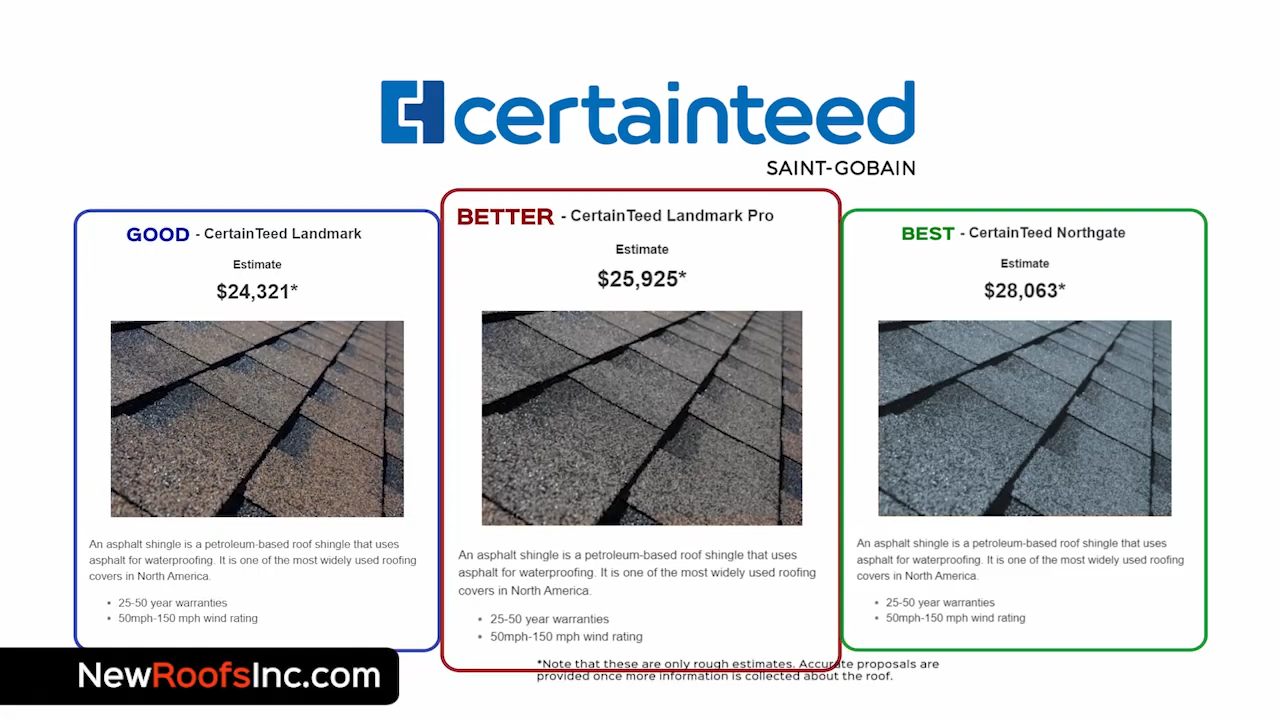 certainteed
SAINT-GOBAIN
GOOD - CertainTeed Landmark
Estimate
$24,321*
An asphalt shingle is a petroleum-based roof shingle that uses
asphalt for waterproofing. It is one of the most widely used roofing
covers in North America.
• 25-50 year warranties
• 50mph-150 mph wind rating
BETTER - CertainTeed Landmark Pro
Estimate
$25,925*
An asphalt shingle is a petroleum-based roof shingle that uses
asphalt for waterproofing. It is one of the most widely used roofing
covers in North America.
• 25-50 year warranties
• 50mph-150 mph wind rating
BEST - CertainTeed Northgate
Estimate
$28,063*
An asphalt shingle is a petroleum-based roof shingle that uses
asphalt for waterproofing. It is one of the most widely used roofing
covers in North America.
• 25-50 year warranties
• 50mph-150 mph wind rating
*Note that these are only rough estimates. Accurate proposals are
provided once more information is collected about the roof.
NewRoofsInc.com